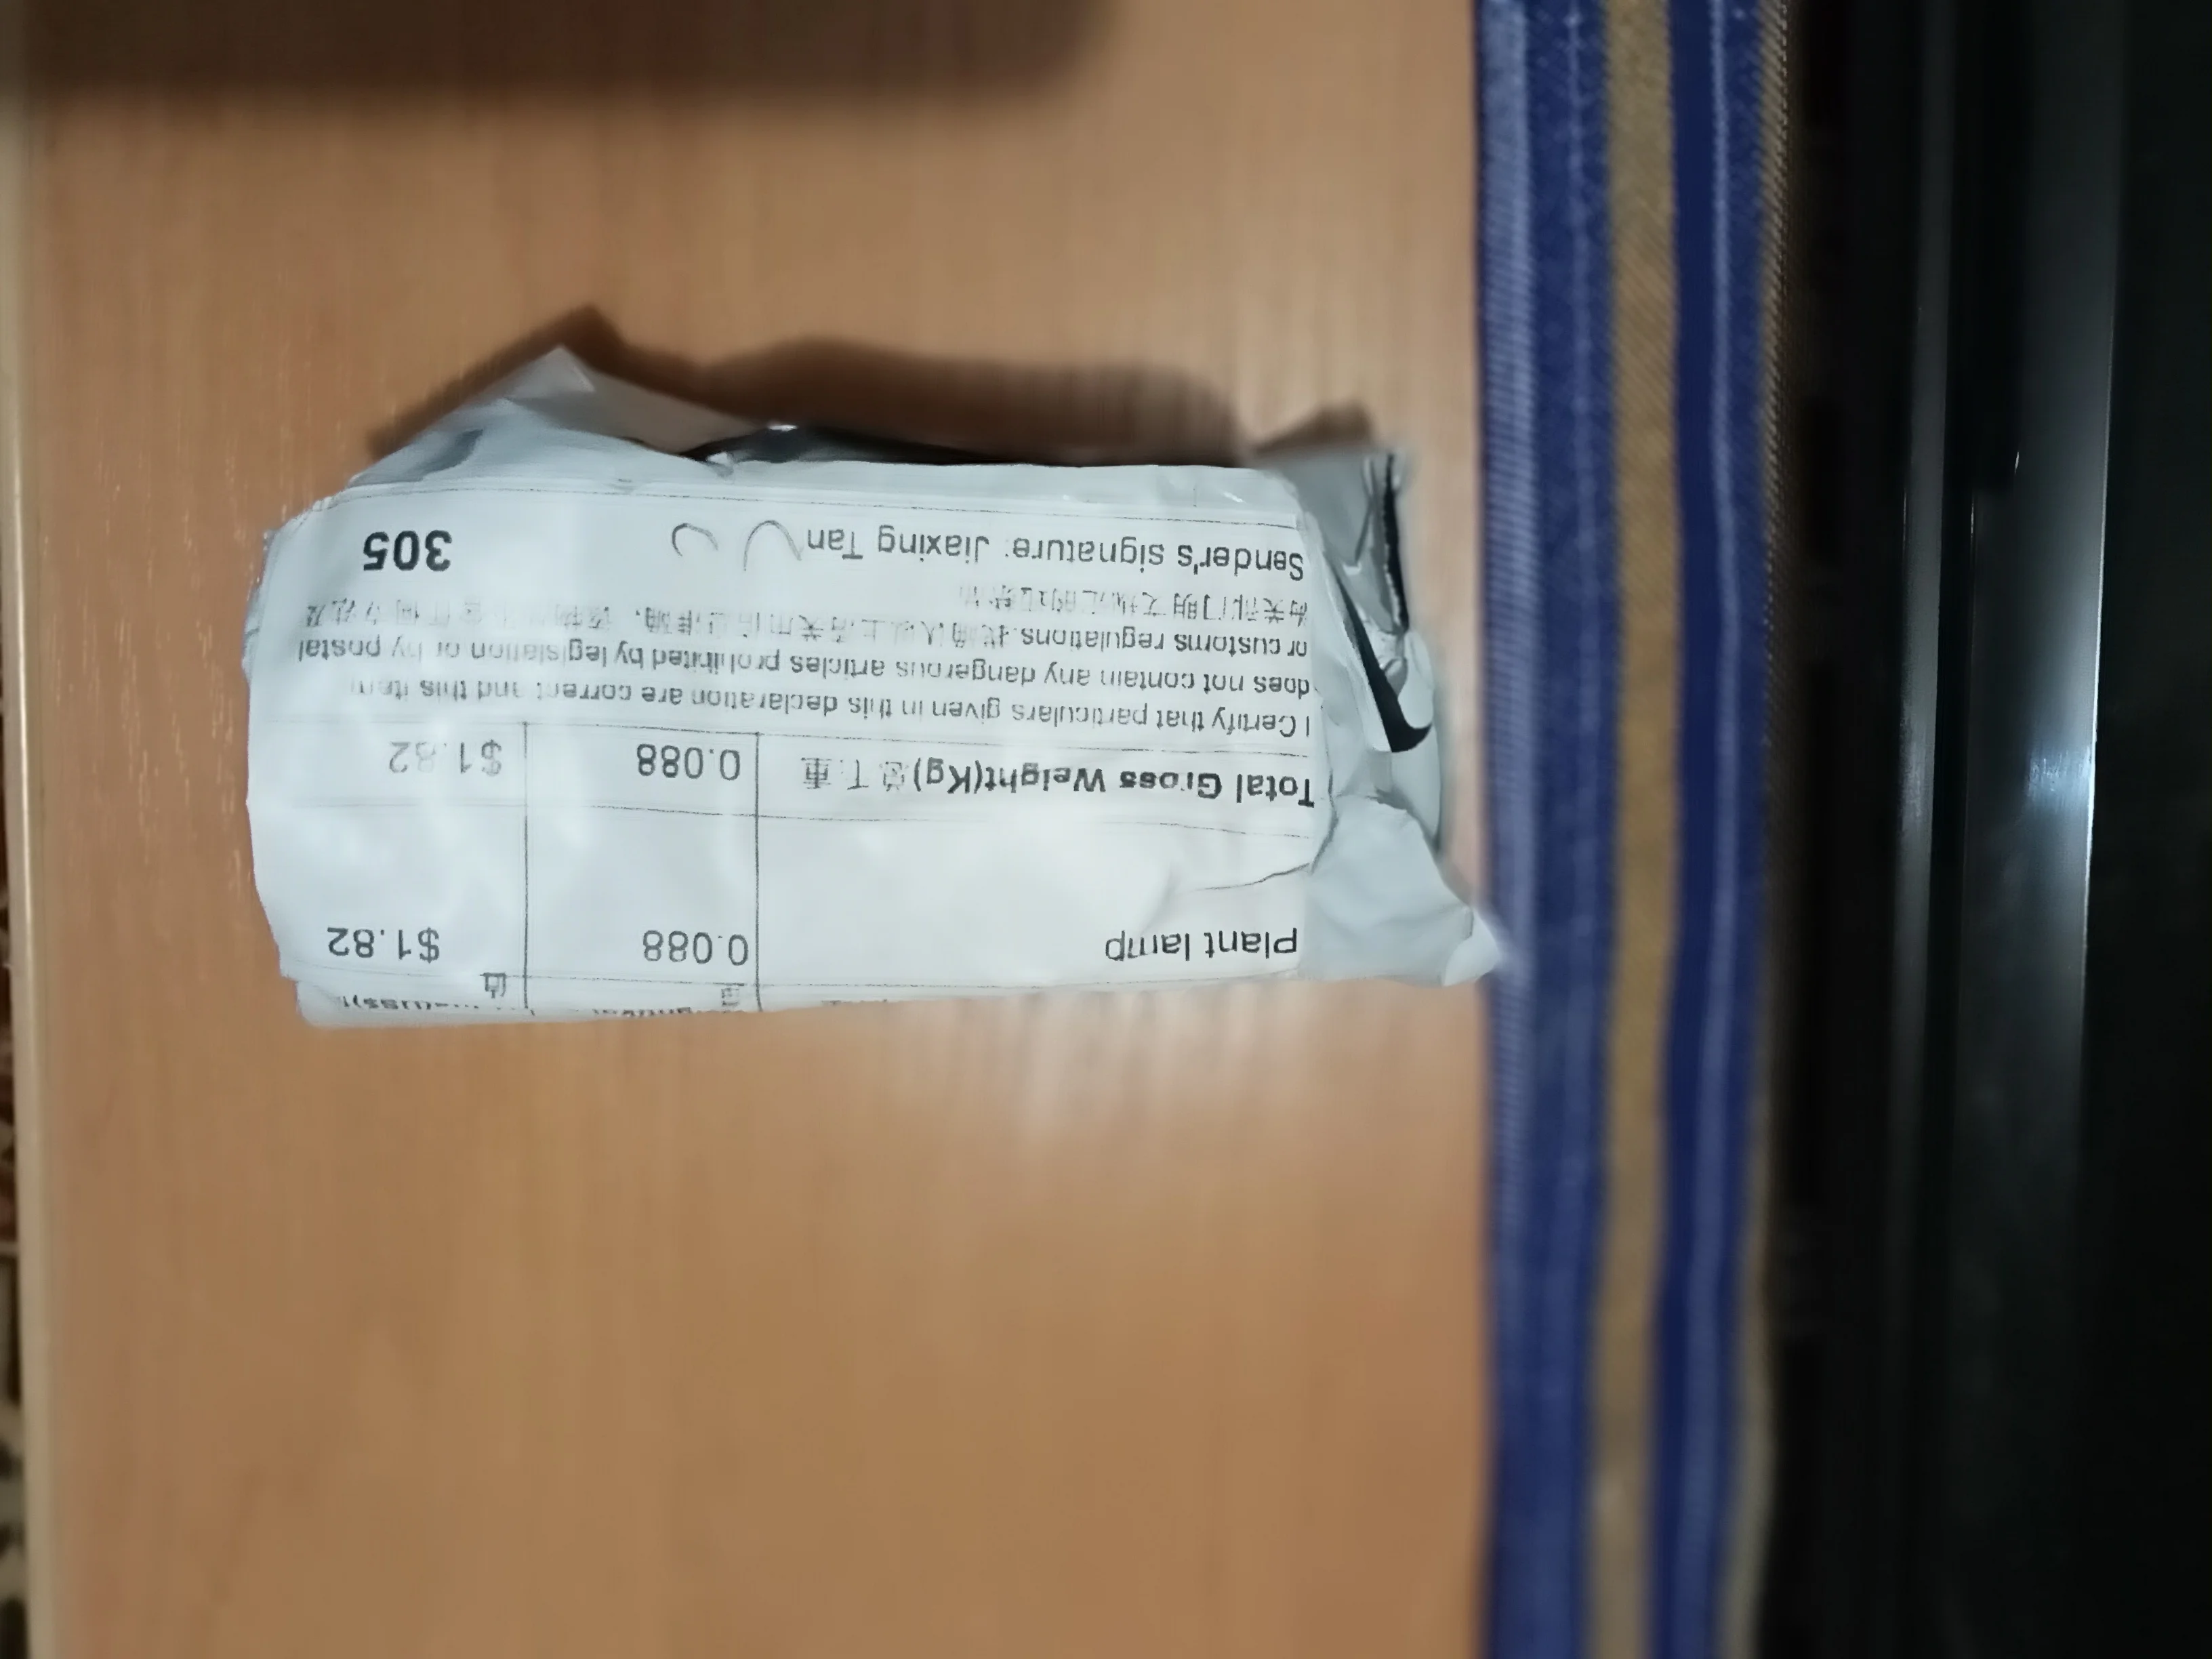 Plant lamp 0.088 $1.82
Total Gross Weight(Kg) 重 0.088 $1.82
I Certify that particulars given in this declaration are correct and this item
does not contain any dangerous articles prohibited by legislation or by postal
or customs regulations.
Sender's signature: Jiaxing Tan 305